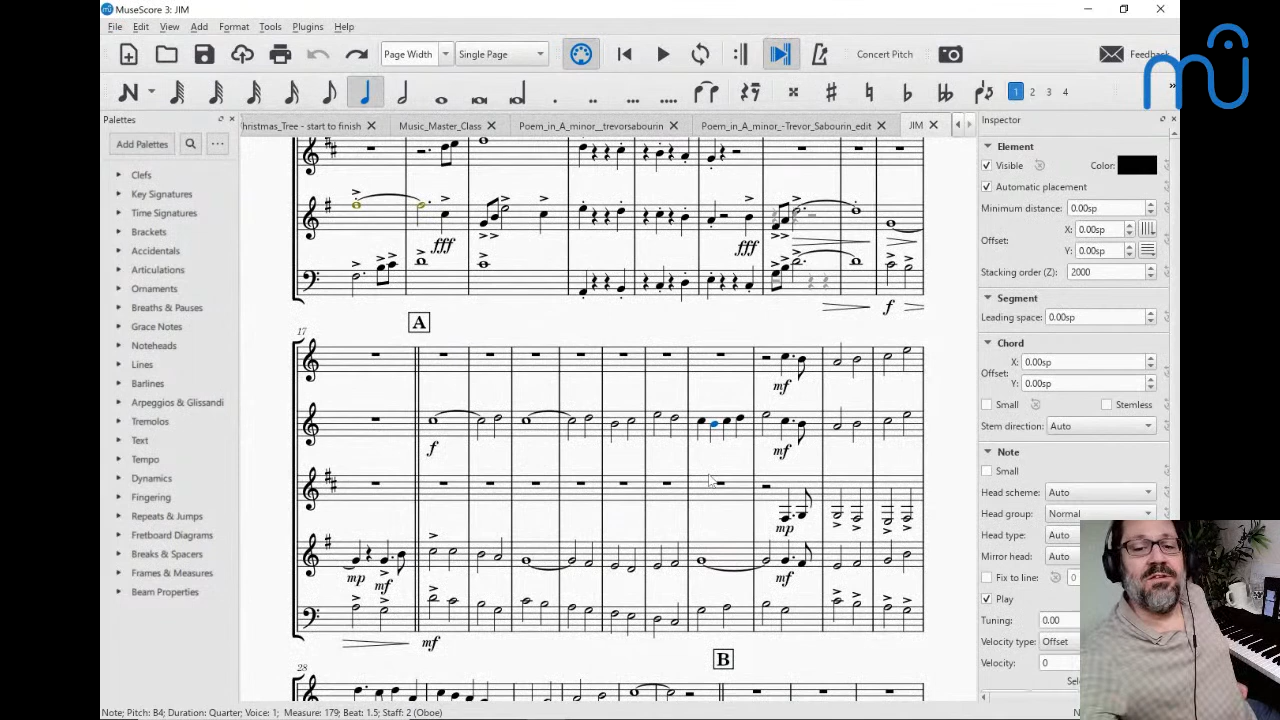 MuseScore 3: JIM
File Edit View Add Format Tools Plugins Help
Page Width Single Page Concert Pitch Feedback
1 2 3 4
Palettes
hristmas_Tree - start to finish Music_Master_Class Poem_in_A_minor__trevorsabourin Poem_in_A_minor_-Trevor_Sabourin_edit JIM
Inspector
Add Palettes
Clefs
Key Signatures
Time Signatures
Brackets
Accidentals
Articulations
Ornaments
Breaths & Pauses
Grace Notes
Noteheads
Lines
Barlines
Arpeggios & Glissandi
Tremolos
Text
Tempo
Dynamics
Fingering
Repeats & Jumps
Fretboard Diagrams
Breaks & Spacers
Frames & Measures
Beam Properties
fff fff
f
17 A
mf
f mf
mp
mp mf mf
mf
28 B
Element
Visible Color:
Automatic placement
Minimum distance: 0.00sp
Offset: X: 0.00sp
Y: 0.00sp
Stacking order (Z): 2000
Segment
Leading space: 0.00sp
Chord
Offset: X: 0.00sp
Y: 0.00sp
Small Stemless
Stem direction: Auto
Note
Small
Head scheme: Auto
Head group: Normal
Head type: Auto
Mirror head: Auto
Fix to line: 0
Play
Tuning: 0.00
Velocity type: Offset
Velocity: 0
Note; Pitch: B4; Duration: Quarter; Voice: 1; Measure: 179; Beat: 1.5; Staff: 2 (Oboe)
mu